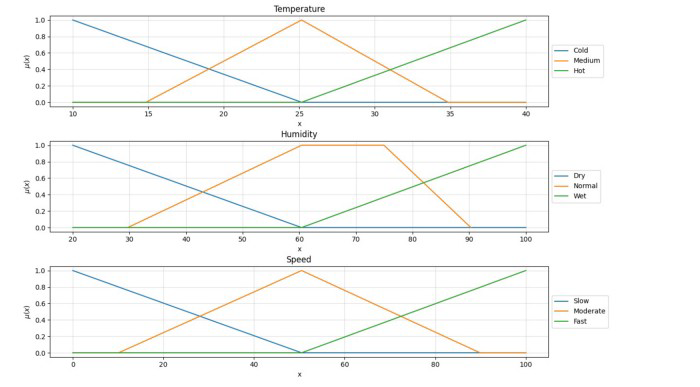 Temperature
1.0
0.8
0.6
0.4
0.2
0.0
μ(x)
10 15 20 25 30 35 40
x
Cold
Medium
Hot
Humidity
1.0
0.8
0.6
0.4
0.2
0.0
μ(x)
20 30 40 50 60 70 80 90 100
x
Dry
Normal
Wet
Speed
1.0
0.8
0.6
0.4
0.2
0.0
μ(x)
0 20 40 60 80 100
x
Slow
Moderate
Fast